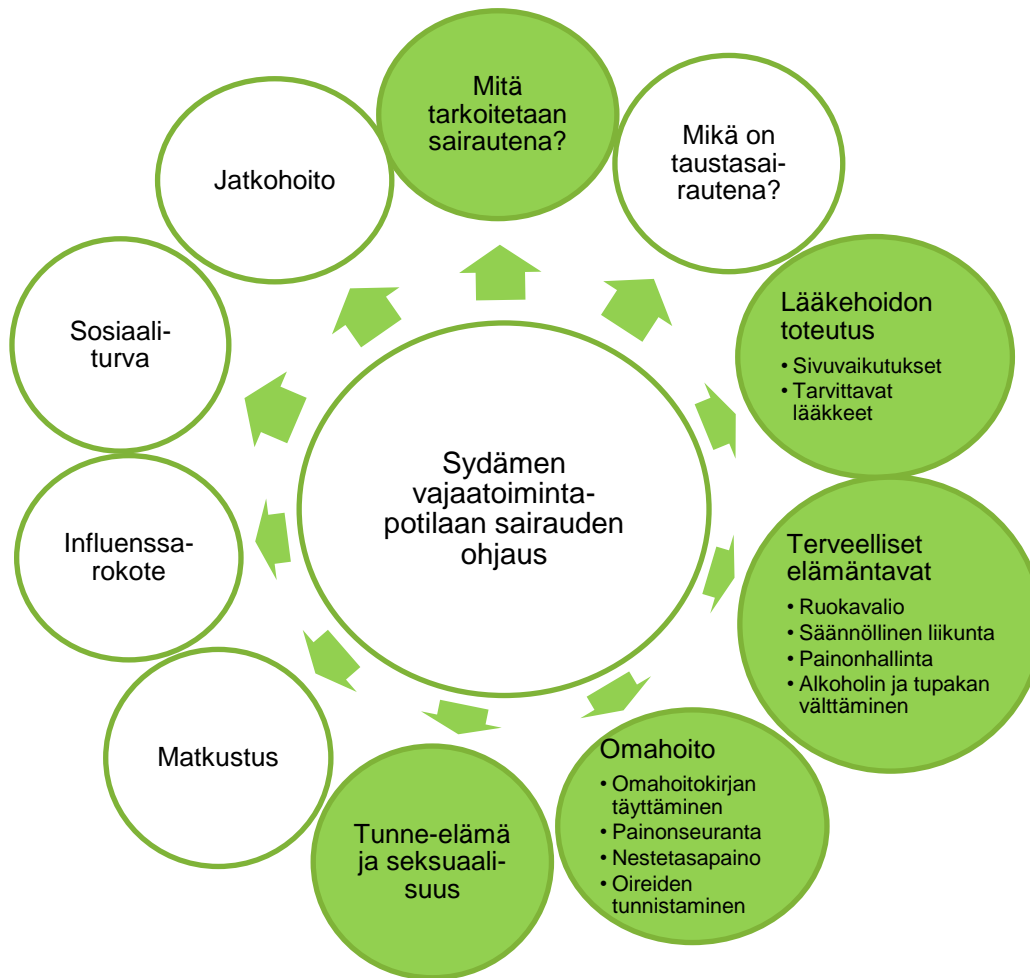 Mitä
tarkoitetaan
sairautena?
Mikä on
taustasai-
rautena?
Lääkehoidon
toteutus
• Sivuvaikutukset
• Tarvittavat
lääkkeet
Terveelliset
elämäntavat
• Ruokavalio
• Säännöllinen liikunta
• Painonhallinta
• Alkoholin ja tupakan
välttäminen
Omahoito
• Omahoitokirjan
täyttäminen
• Painonseuranta
• Nestetasapaino
• Oireiden
tunnistaminen
Tunne-elämä
ja seksuaali-
suus
Matkustus
Influenssa-
rokote
Sosiaali-
turva
Jatkohoito
Sydämen
vajaatoiminta-
potilaan sairauden
ohjaus